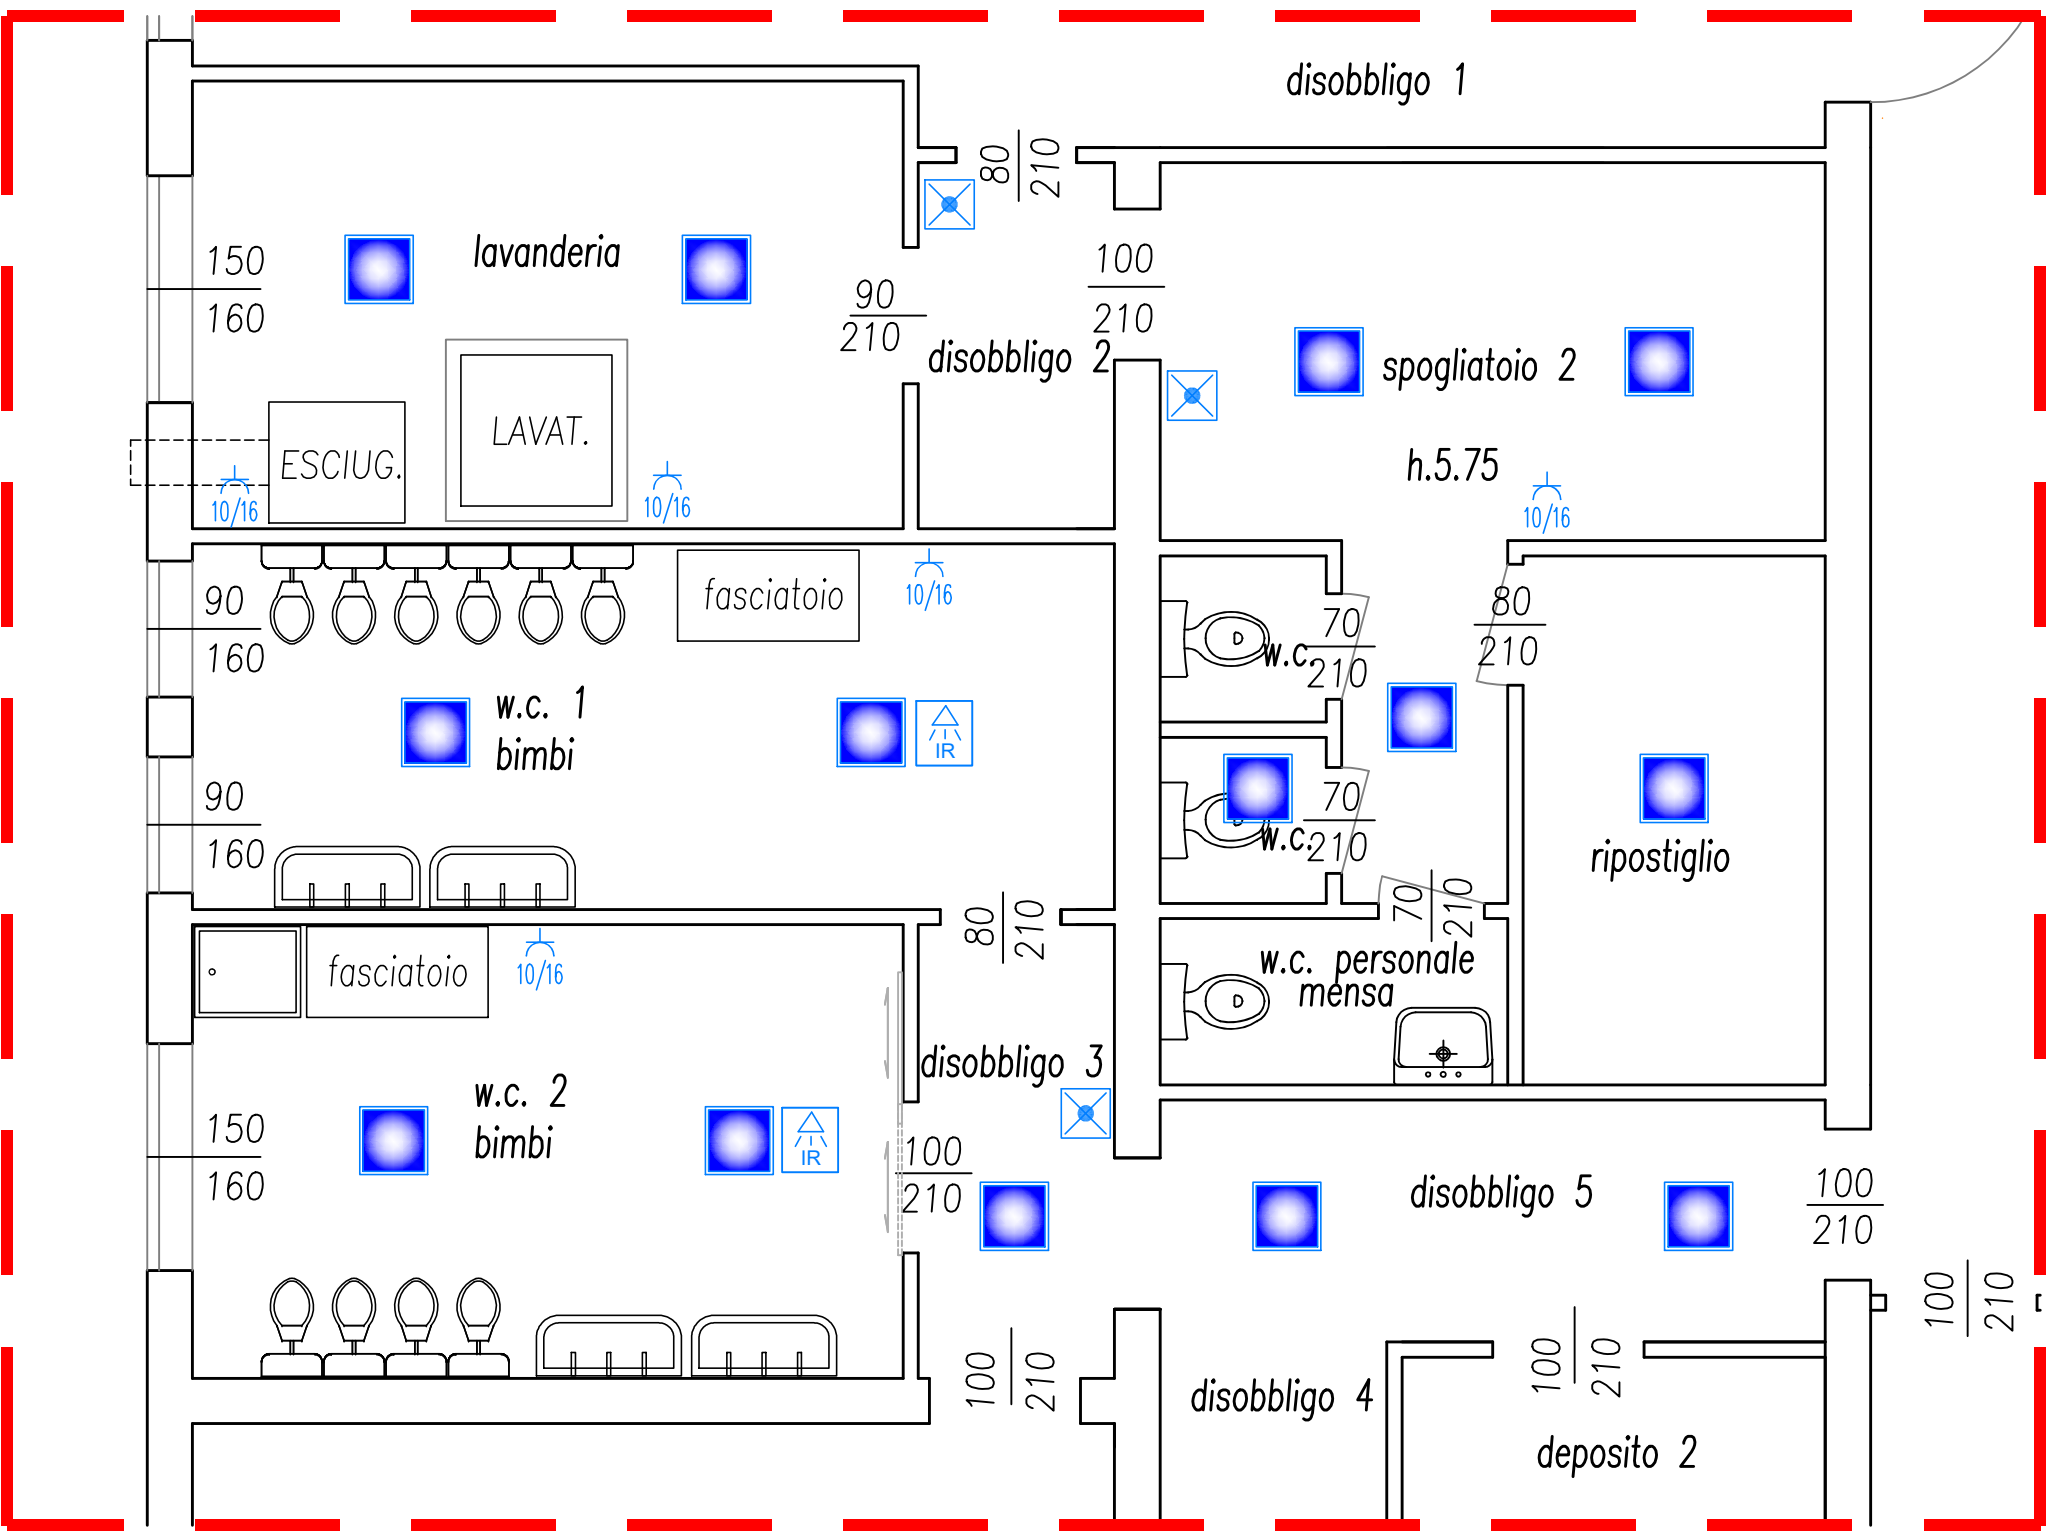 disobbligo 1
80
210
150
160
lavanderia
90
210
100
210
disobbligo 2
spogliatoio 2
h.5.75
LAVAT.
ESCIUG.
10/16
10/16
10/16
90
160
fasciatoio
10/16
80
210
70
210
w.c.
w.c. 1
bimbi
IR
90
160
70
210
w.c.
ripostiglio
80
210
70
210
fasciatoio
10/16
w.c. personale
mensa
disobbligo 3
w.c. 2
bimbi
IR
150
160
100
210
disobbligo 5
100
210
100
210
100
210
100
210
disobbligo 4
deposito 2